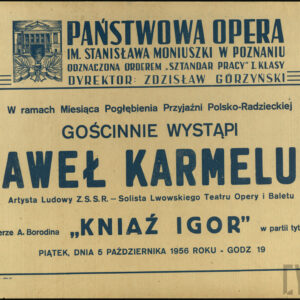 PAŃSTWOWA OPERA
IM. STANISŁAWA MONIUSZKI W POZNANIU
ODZNACZONA ORDEREM „SZTANDAR PRACY" I. KLASY
DYREKTOR: ZDZISŁAW GÓRZYŃSKI
W ramach Miesiąca Pogłębienia Przyjaźni Polsko-Radzieckiej
GOŚCINNIE WYSTĄPI
AWEŁ KARMELU
Artysta Ludowy Z.S.S.R. – Solista Lwowskiego Teatru Opery i Baletu
erze A. Borodina „KNIAŹ IGOR" w partii tyt
PIĄTEK, DNIA 5 PAŹDZIERNIKA 1956 ROKU - GODZ 19